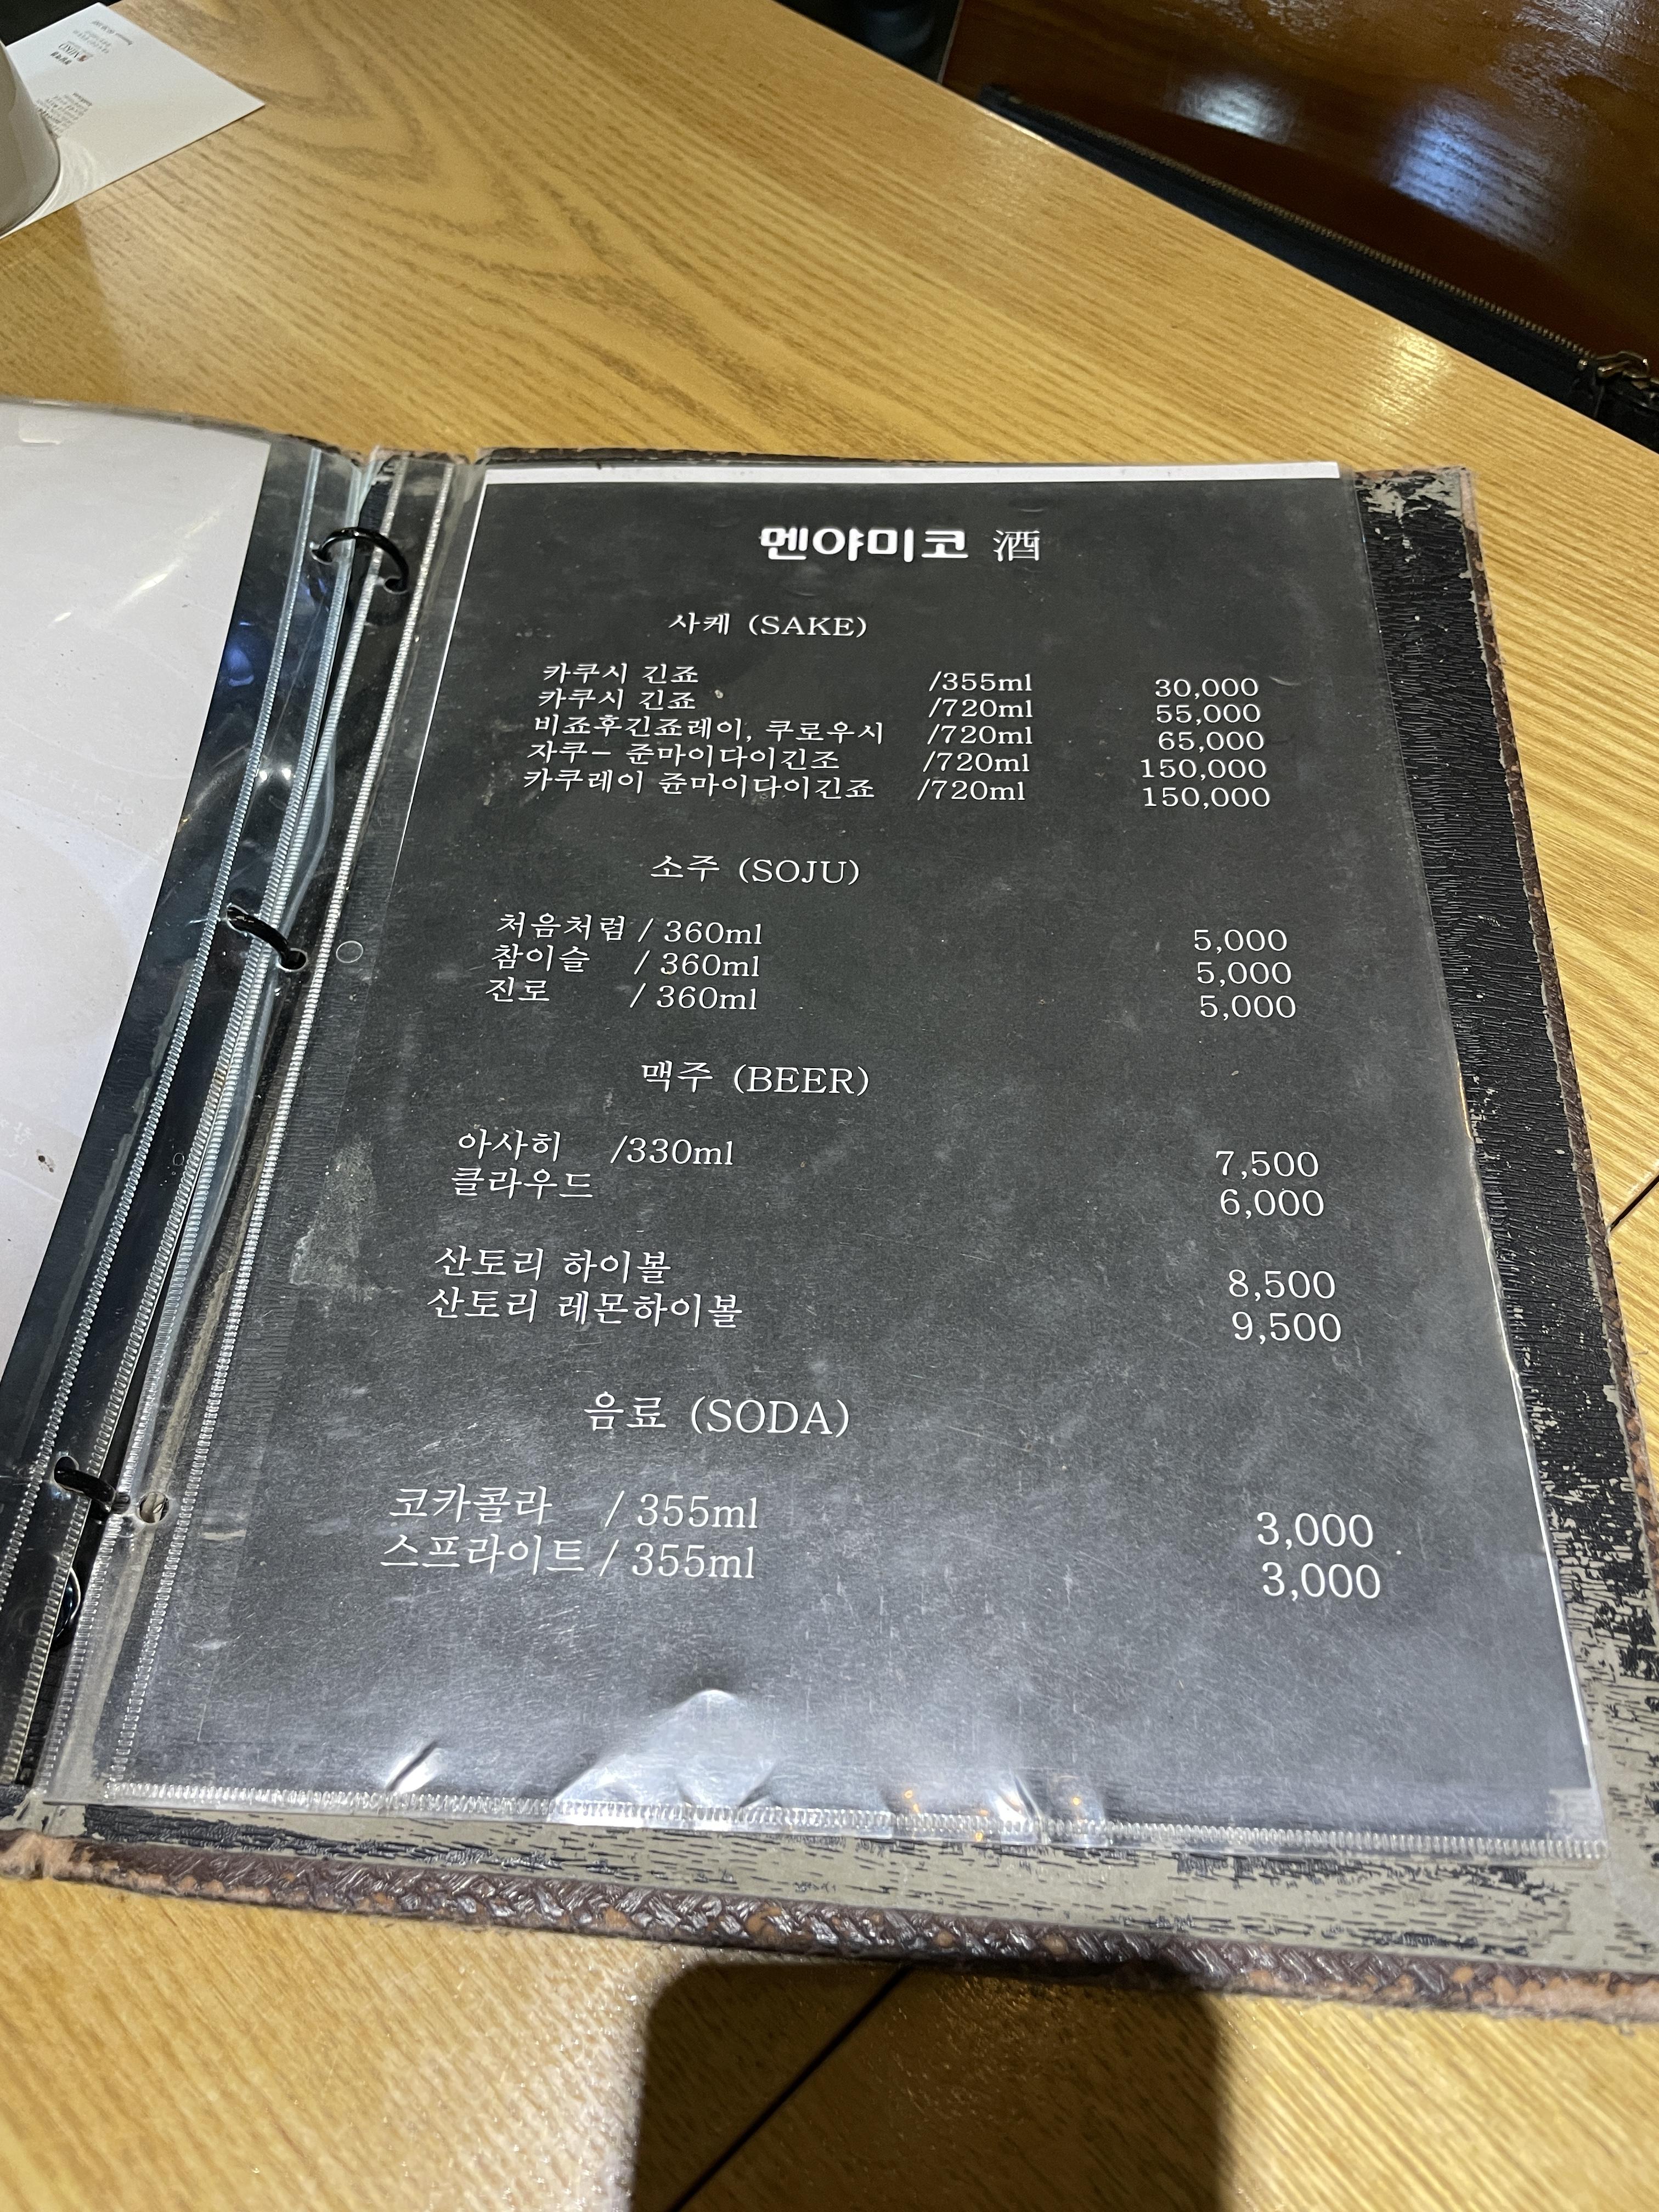 멘야미코 酒
사케 (SAKE)
카쿠시 긴죠 /355ml 30,000
카쿠시 긴죠 /720ml 55,000
비죠후긴죠레이, 쿠로우시 /720ml 65,000
자쿠- 준마이다이긴조 /720ml 150,000
카쿠레이 쥰마이다이긴죠 /720ml 150,000
소주 (SOJU)
처음처럼 / 360ml 5,000
참이슬 / 360ml 5,000
진로 / 360ml 5,000
맥주 (BEER)
아사히 /330ml 7,500
클라우드 6,000
산토리 하이볼 8,500
산토리 레몬하이볼 9,500
음료 (SODA)
코카콜라 / 355ml 3,000
스프라이트 / 355ml 3,000